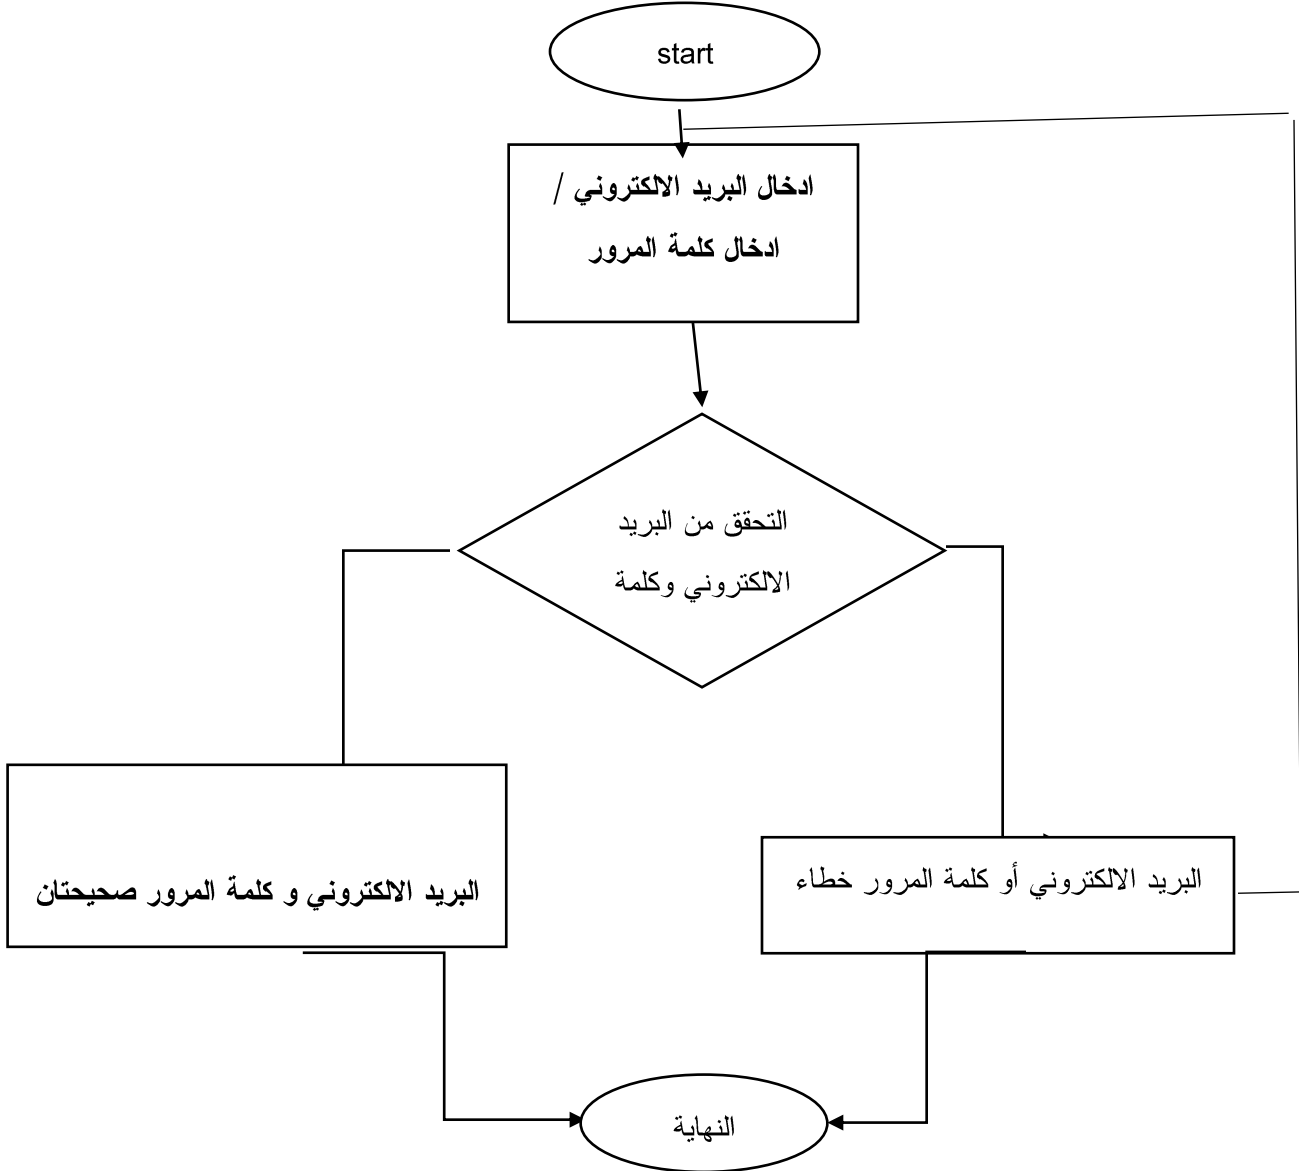 start
ادخال البريد الالكتروني /
ادخال كلمة المرور
التحقق من البريد
الالكتروني وكلمة
البريد الالكتروني و كلمة المرور صحيحتان
البريد الالكتروني أو كلمة المرور خطاء
النهاية